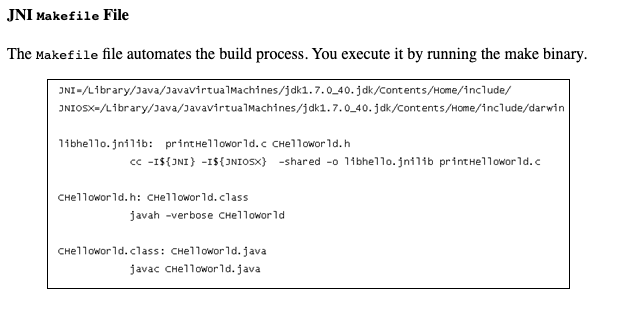 JNI Makefile File
The Makefile file automates the build process. You execute it by running the make binary.
JNI=/Library/Java/JavaVirtualMachines/jdk1.7.0_40.jdk/Contents/Home/include/
JNIOSX=/Library/Java/JavaVirtualMachines/jdk1.7.0_40.jdk/Contents/Home/include/darwin
libhello.jnilib:  printHelloWorld.c CHelloWorld.h
cc -I${JNI} -I${JNIOSX}  -shared -o libhello.jnilib printHelloWorld.c
CHelloWorld.h: CHelloWorld.class
javah -verbose CHelloWorld
CHelloWorld.class: CHelloWorld.java
javac CHelloWorld.java